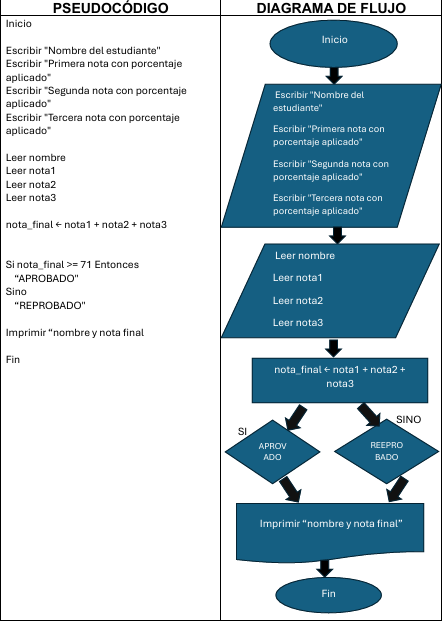 PSEUDOCÓDIGO
Inicio
Escribir "Nombre del estudiante"
Escribir "Primera nota con porcentaje
aplicado"
Escribir "Segunda nota con porcentaje
aplicado"
Escribir "Tercera nota con porcentaje
aplicado"
Leer nombre
Leer nota1
Leer nota2
Leer nota3
nota_final ← nota1 + nota2 + nota3
Si nota_final >= 71 Entonces
“APROBADO”
Sino
“REPROBADO”
Imprimir “nombre y nota final
Fin
DIAGRAMA DE FLUJO
Inicio
Escribir "Nombre del
estudiante"
Escribir "Primera nota con
porcentaje aplicado"
Escribir "Segunda nota con
porcentaje aplicado"
Escribir "Tercera nota con
porcentaje aplicado"
Leer nombre
Leer nota1
Leer nota2
Leer nota3
nota_final ← nota1 + nota2 +
nota3
SI
SINO
APROV
ADO
REEPRO
BADO
Imprimir “nombre y nota final”
Fin